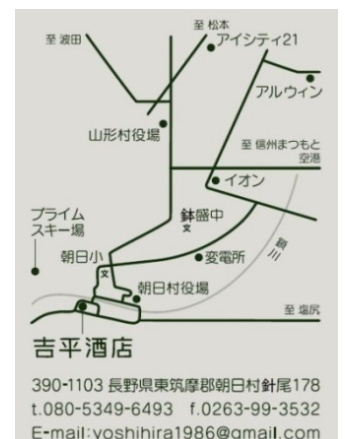 至 松本
至 波田
アイシティ21
アルウィン
山形村役場
至 信州まつもと
空港
イオン
鉢盛中
文
プライム
スキー場
鎖川
朝日小
文
変電所
朝日村役場
至 塩尻
吉平酒店
390-1103 長野県東筑摩郡朝日村針尾178
t.080-5349-6493 f.0263-99-3532
E-mail:yoshihira1986@gmail.com